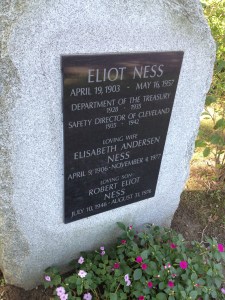 ELIOT NESS
APRIL 19, 1903 - MAY 16, 1957
DEPARTMENT OF THE TREASURY
1928 - 1935
SAFETY DIRECTOR OF CLEVELAND
1935 - 1942
LOVING WIFE
ELISABETH ANDERSEN
NESS
APRIL 9, 1906 - NOVEMBER 4, 1977
LOVING SON
ROBERT ELIOT
NESS
JULY 10, 1946 - AUGUST 31, 1976